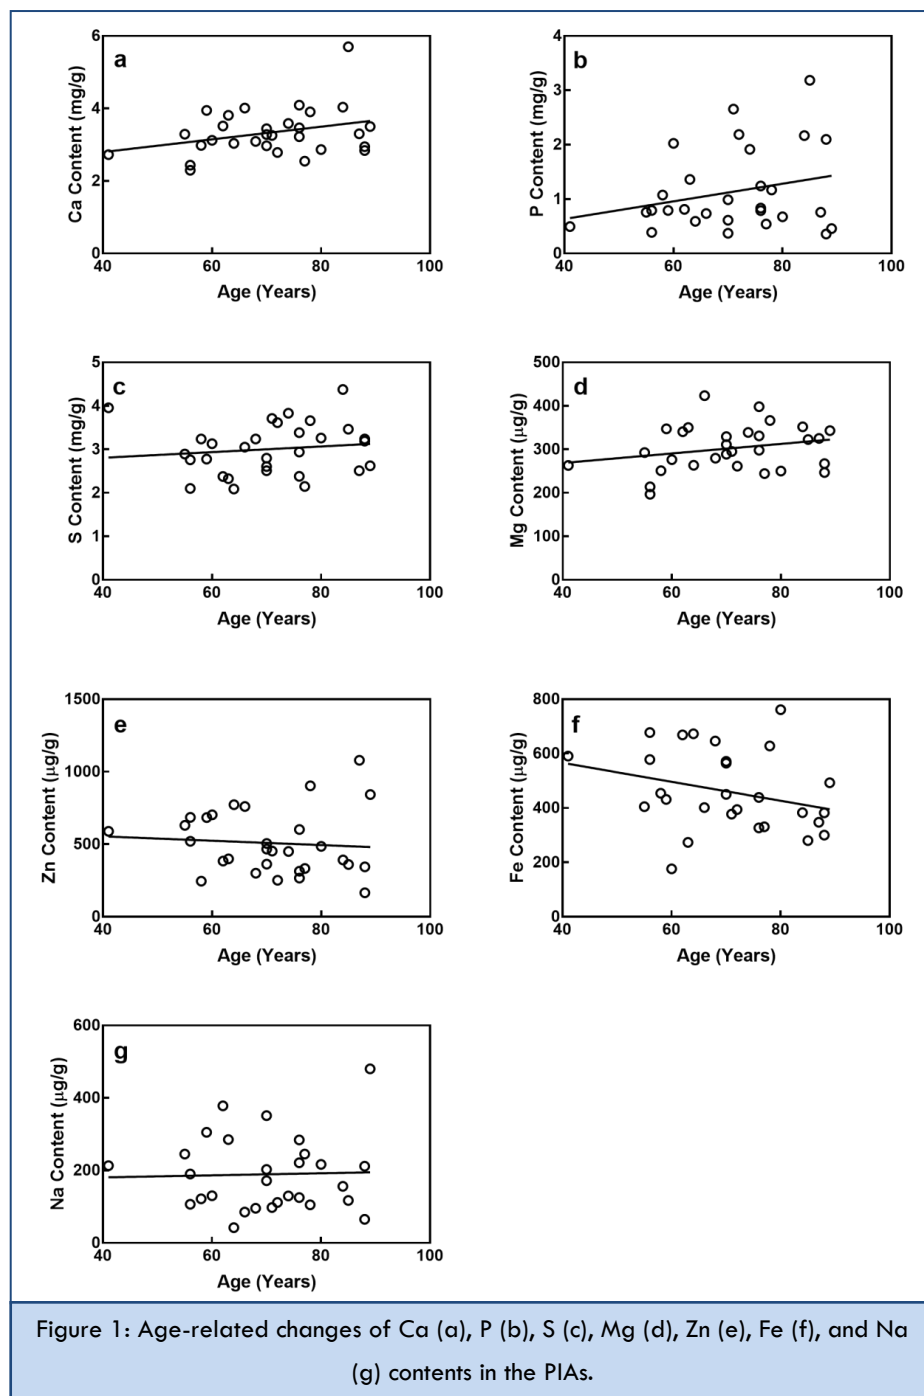 6
a
4
Ca Content (mg/g)
2
0
40 60 80 100
Age (Years)
4
b
3
P Content (mg/g)
2
1
0
40 60 80 100
Age (Years)
5
c
4
S Content (mg/g)
3
2
1
0
40 60 80 100
Age (Years)
500
d
400
Mg Content (μg/g)
300
200
100
0
40 60 80 100
Age (Years)
1500
e
1000
Zn Content (μg/g)
500
0
40 60 80 100
Age (Years)
800
f
600
Fe Content (μg/g)
400
200
0
40 60 80 100
Age (Years)
600
g
400
Na Content (μg/g)
200
0
40 60 80 100
Age (Years)
Figure 1: Age-related changes of Ca (a), P (b), S (c), Mg (d), Zn (e), Fe (f), and Na
(g) contents in the PIAs.